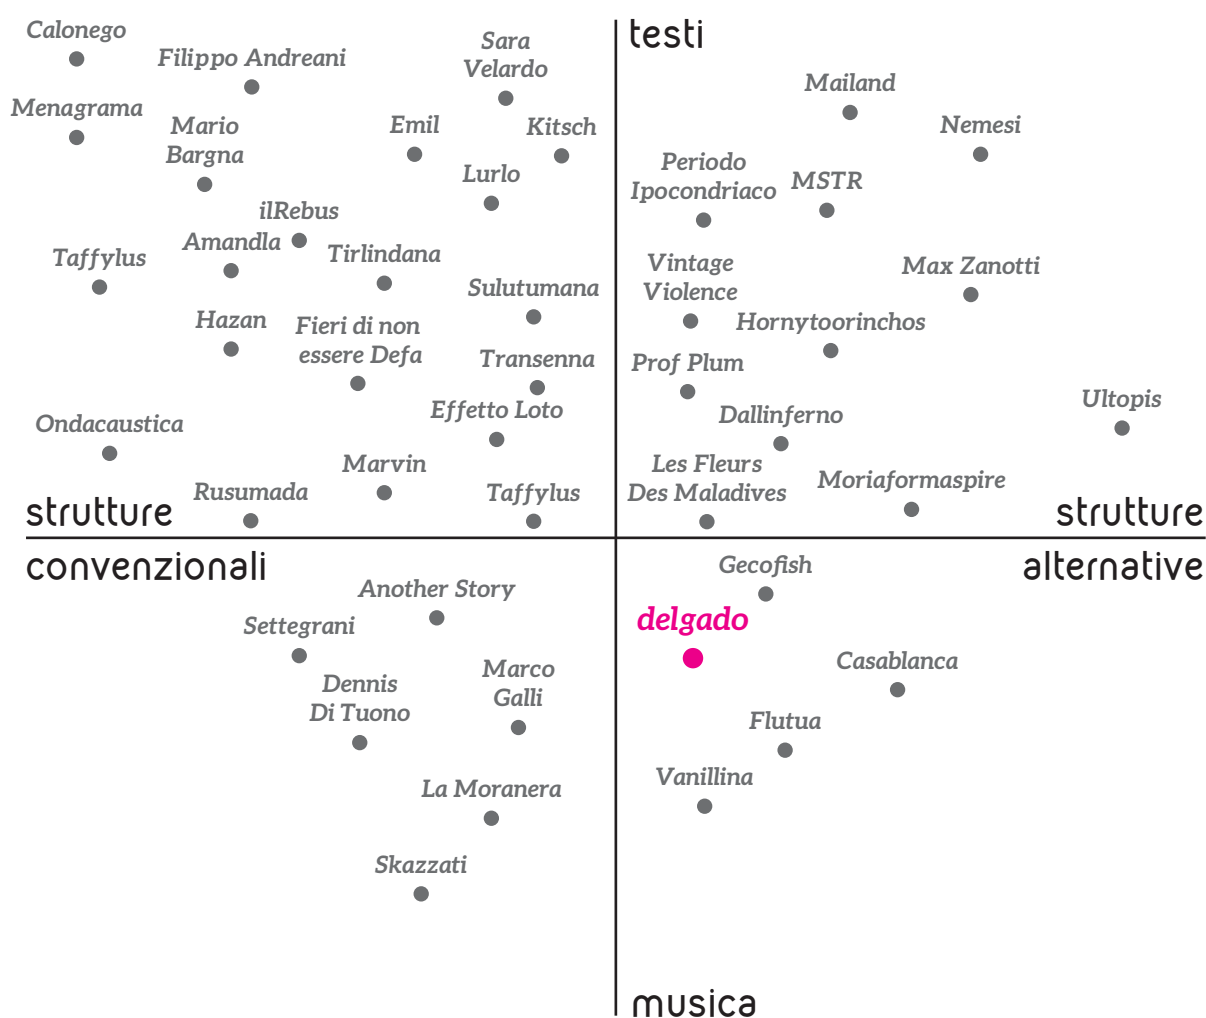 Calonego
Filippo Andreani
Sara
Velardo
testi
Mailand
Menagrama
Mario
Bargna
Emil
Kitsch
Nemesi
Lurlo
Periodo
Ipocondriaco
MSTR
ilRebus
Amandla
Tirlindana
Taffylus
Sulutumana
Vintage
Violence
Max Zanotti
Hazan
Fieri di non
essere Defa
Transenna
Hornytoorinchos
Prof Plum
Effetto Loto
Dallinferno
Ultopis
Ondacaustica
Marvin
Les Fleurs
Des Maladives
Moriaformaspire
Rusumada
Taffylus
strutture
convenzionali
strutture
alternative
Another Story
Gecofish
Settegrani
delgado
Dennis
Di Tuono
Marco
Galli
Casablanca
Flutua
La Moranera
Vanillina
Skazzati
musica